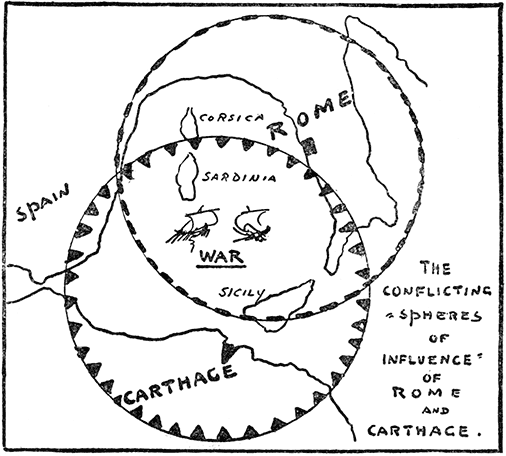 CORSICA
ROME
SARDINIA
SPAIN
WAR
SICILY
CARTHAGE
THE
CONFLICTING
"SPHERES
OF
INFLUENCE"
OF
ROME
AND
CARTHAGE.